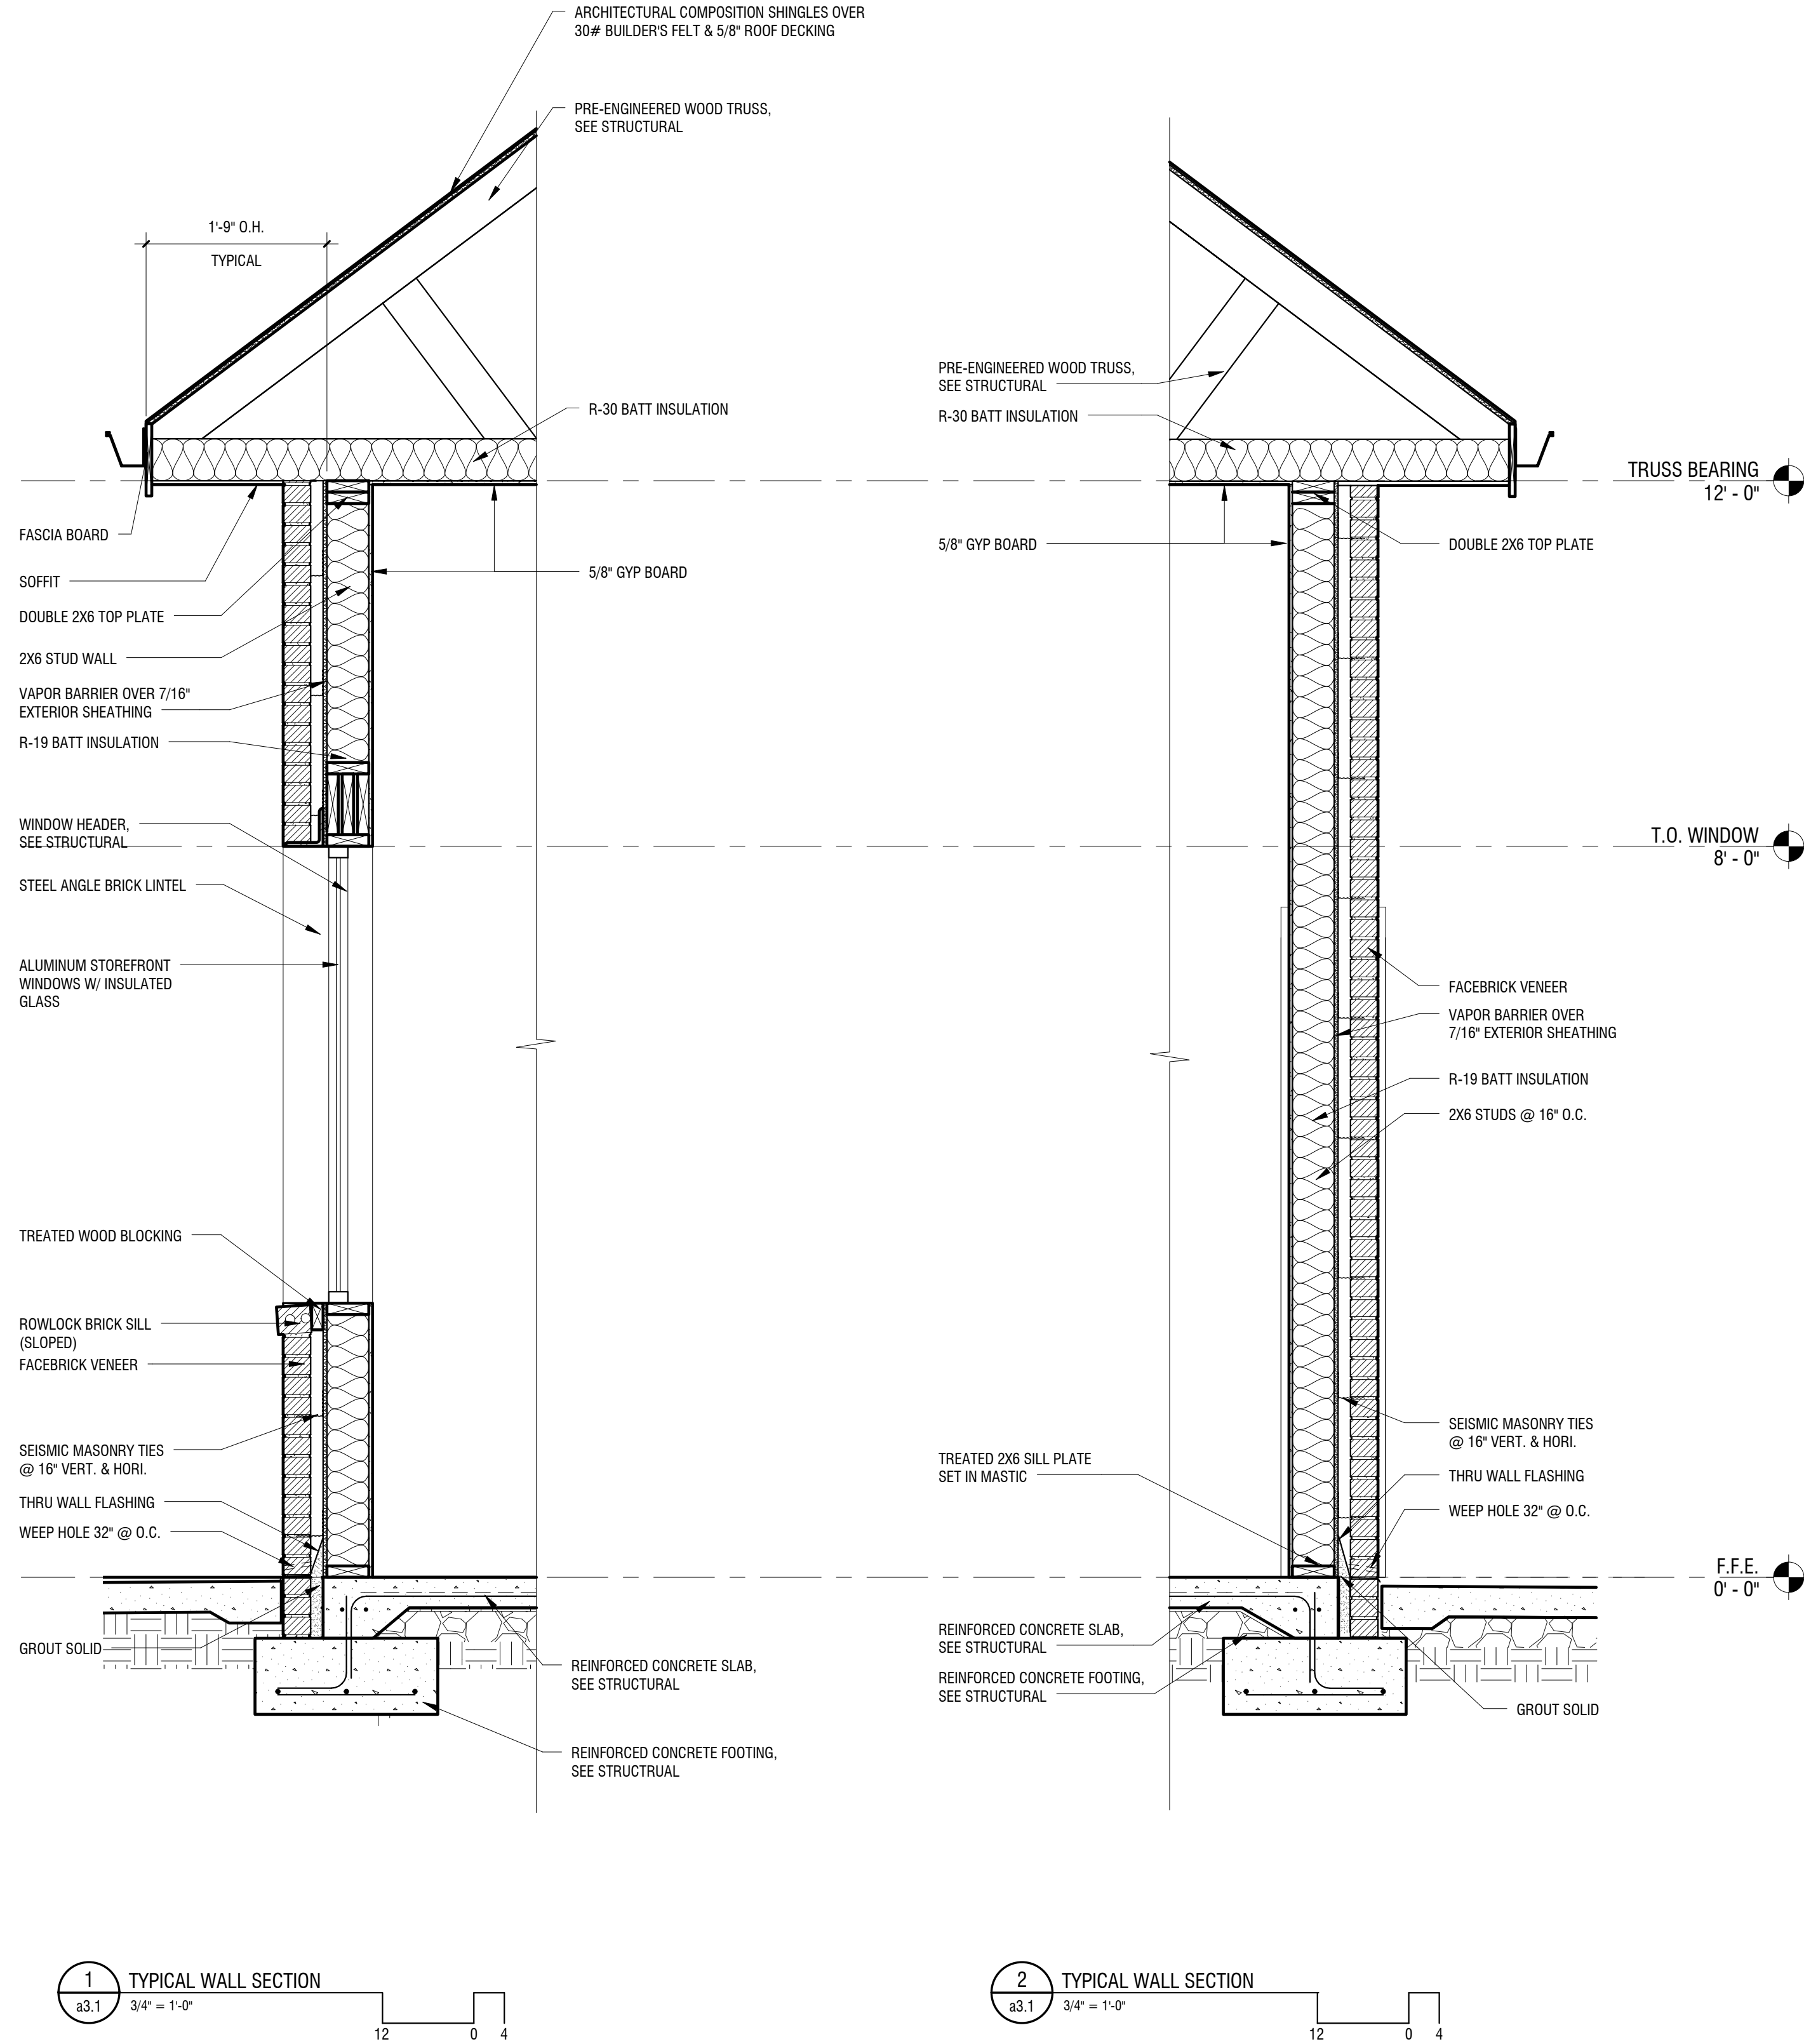 ARCHITECTURAL COMPOSITION SHINGLES OVER
30# BUILDER'S FELT & 5/8" ROOF DECKING
PRE-ENGINEERED WOOD TRUSS,
SEE STRUCTURAL
1'-9" O.H.
TYPICAL
R-30 BATT INSULATION
FASCIA BOARD
SOFFIT
DOUBLE 2X6 TOP PLATE
5/8" GYP BOARD
2X6 STUD WALL
VAPOR BARRIER OVER 7/16"
EXTERIOR SHEATHING
R-19 BATT INSULATION
WINDOW HEADER,
SEE STRUCTURAL
STEEL ANGLE BRICK LINTEL
ALUMINUM STOREFRONT
WINDOWS W/ INSULATED
GLASS
TREATED WOOD BLOCKING
ROWLOCK BRICK SILL
(SLOPED)
FACEBRICK VENEER
SEISMIC MASONRY TIES
@ 16" VERT. & HORI.
THRU WALL FLASHING
WEEP HOLE 32" @ O.C.
GROUT SOLID
REINFORCED CONCRETE SLAB,
SEE STRUCTURAL
REINFORCED CONCRETE FOOTING,
SEE STRUCTRUAL
1
a3.1
TYPICAL WALL SECTION
3/4" = 1'-0"
12 0 4
PRE-ENGINEERED WOOD TRUSS,
SEE STRUCTURAL
R-30 BATT INSULATION
TRUSS BEARING
12' - 0"
5/8" GYP BOARD
DOUBLE 2X6 TOP PLATE
T.O. WINDOW
8' - 0"
FACEBRICK VENEER
VAPOR BARRIER OVER
7/16" EXTERIOR SHEATHING
R-19 BATT INSULATION
2X6 STUDS @ 16" O.C.
SEISMIC MASONRY TIES
@ 16" VERT. & HORI.
TREATED 2X6 SILL PLATE
SET IN MASTIC
THRU WALL FLASHING
WEEP HOLE 32" @ O.C.
F.F.E.
0' - 0"
REINFORCED CONCRETE SLAB,
SEE STRUCTURAL
REINFORCED CONCRETE FOOTING,
SEE STRUCTURAL
GROUT SOLID
2
a3.1
TYPICAL WALL SECTION
3/4" = 1'-0"
12 0 4